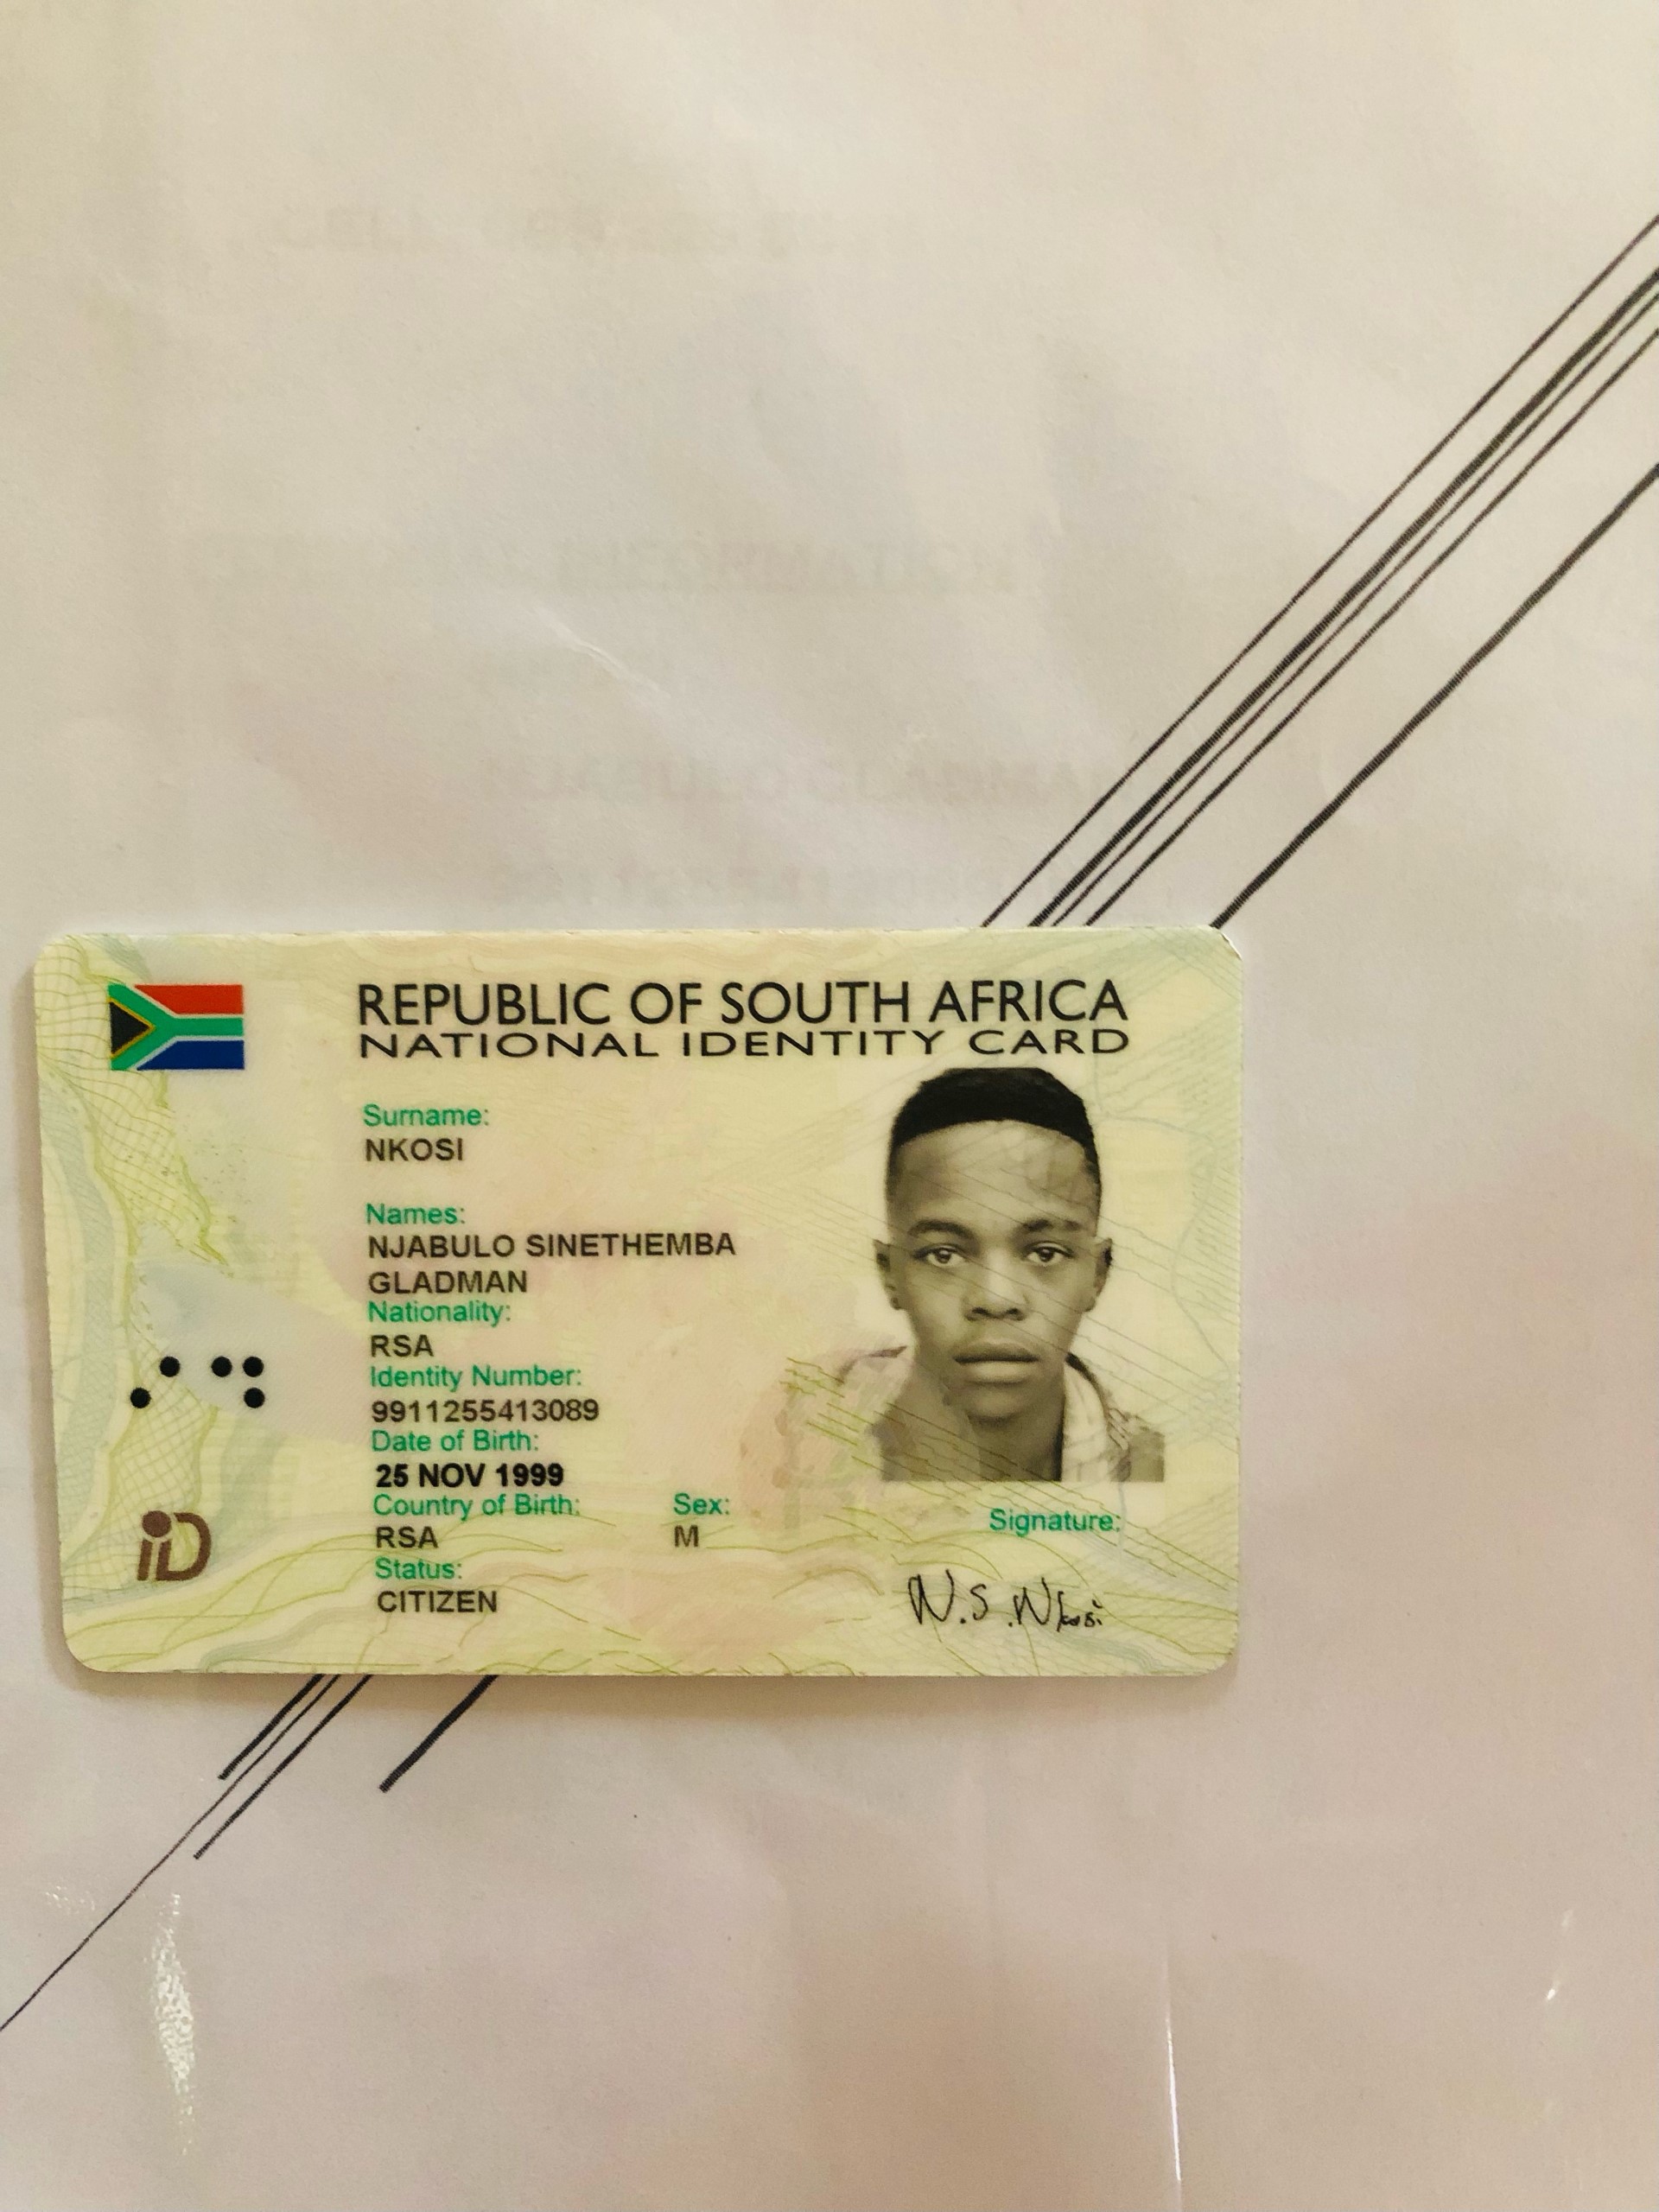 REPUBLIC OF SOUTH AFRICA
NATIONAL IDENTITY CARD
Surname:
NKOSI
Names:
NJABULO SINETHEMBA
GLADMAN
Nationality:
RSA
Identity Number:
9911255413089
Date of Birth:
25 NOV 1999
Country of Birth: Sex:
RSA M
Status:
CITIZEN
iD
Signature:
N.S.Nkosi